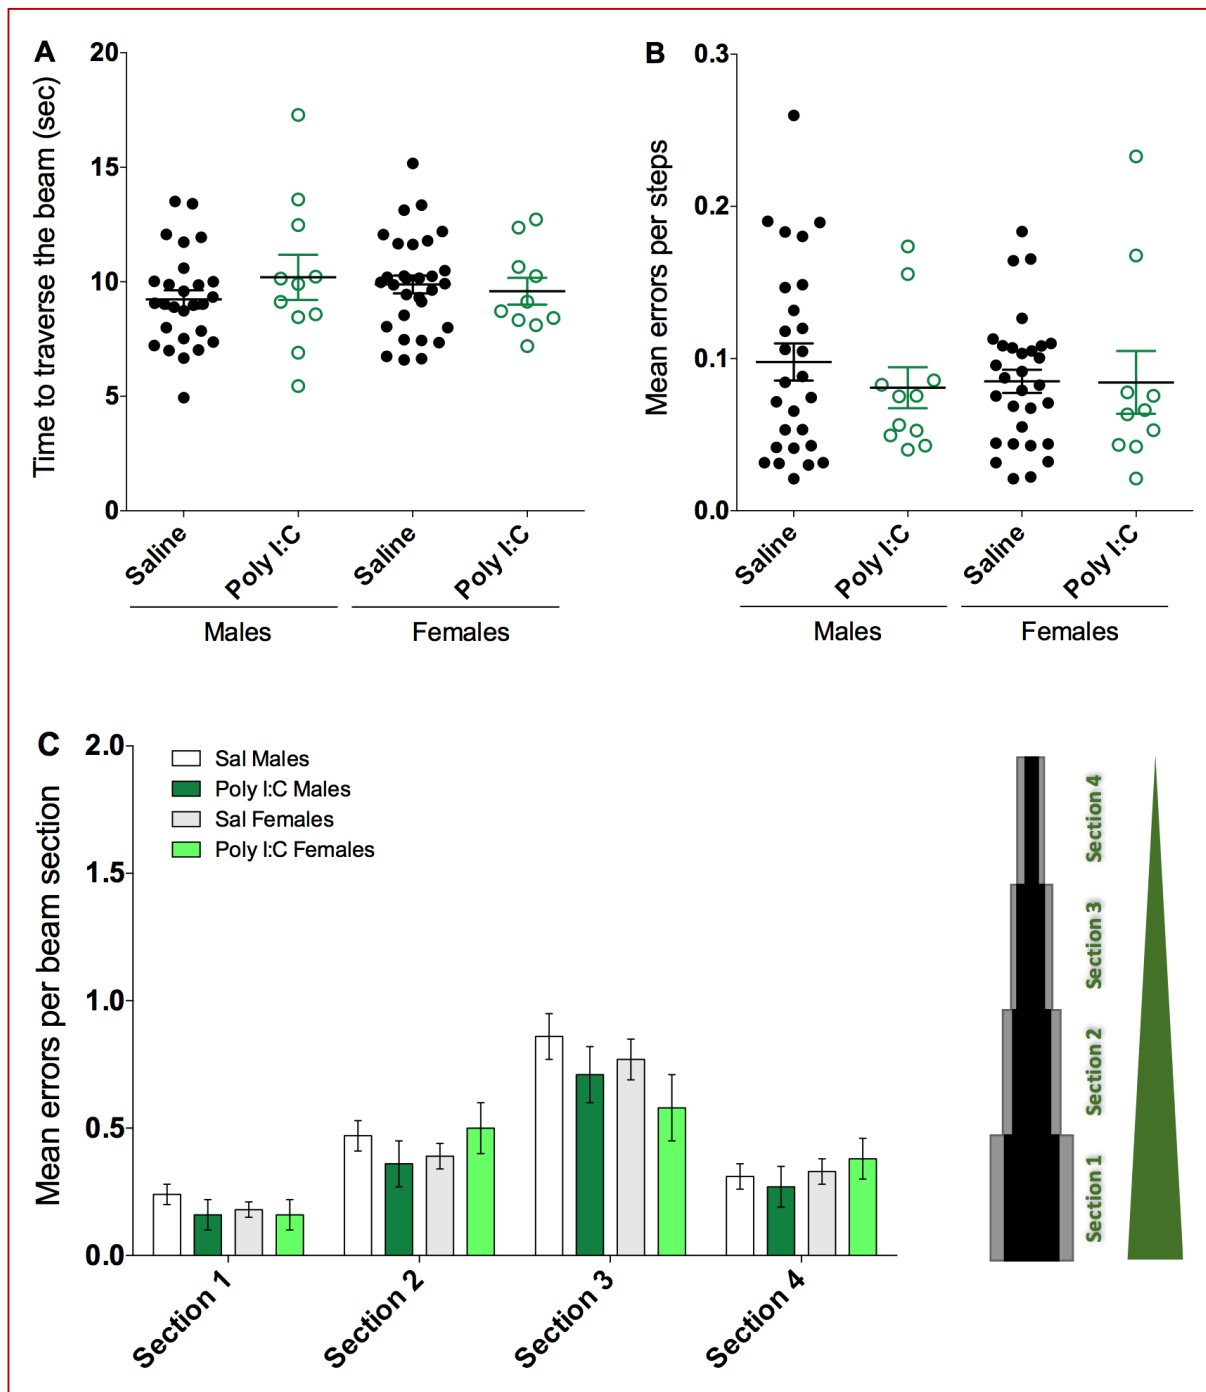 A
Time to traverse the beam (sec)
20
15
10
5
0
Saline
Poly I:C
Saline
Poly I:C
Males
Females
B
Mean errors per steps
0.3
0.2
0.1
0.0
Saline
Poly I:C
Saline
Poly I:C
Males
Females
C
Mean errors per beam section
2.0
1.5
1.0
0.5
0.0
Sal Males
Poly I:C Males
Sal Females
Poly I:C Females
Section 1
Section 2
Section 3
Section 4
Section 4
Section 3
Section 2
Section 1